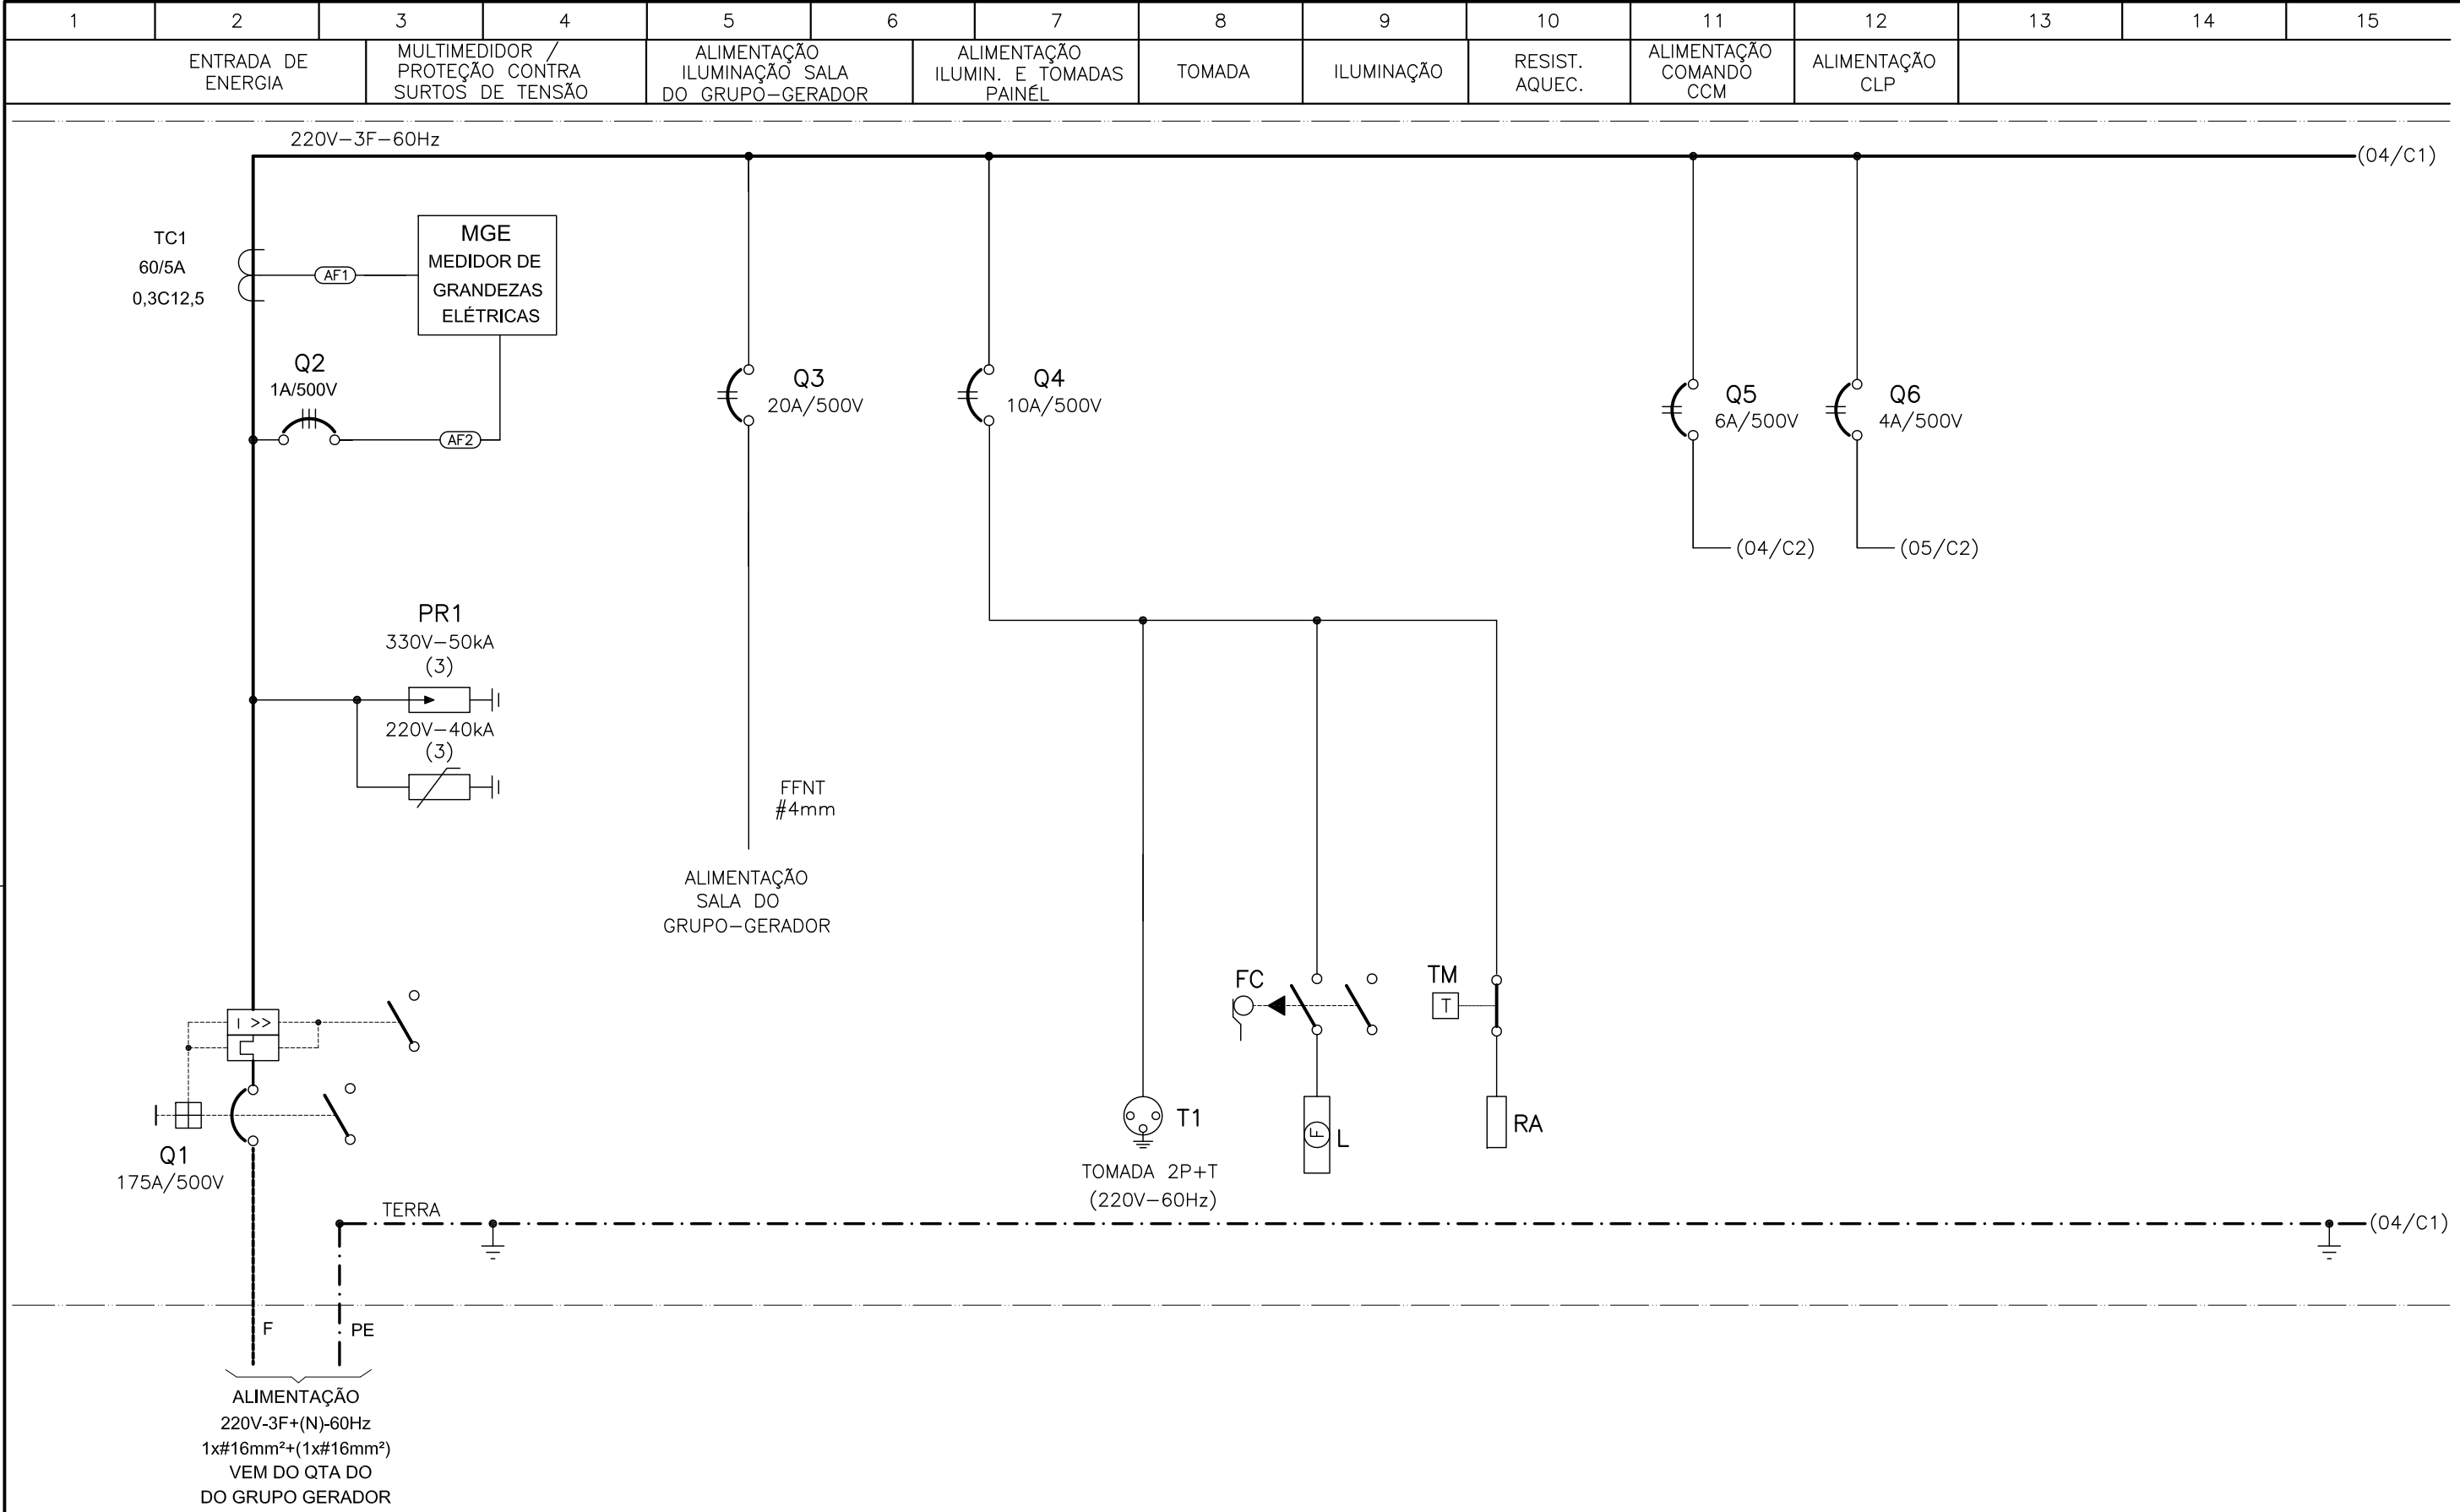 1 2 3 4 5 6 7 8 9 10 11 12 13 14 15
ENTRADA DE
ENERGIA
MULTIMEDIDOR /
PROTEÇÃO CONTRA
SURTOS DE TENSÃO
ALIMENTAÇÃO
ILUMINAÇÃO SALA
DO GRUPO-GERADOR
ALIMENTAÇÃO
ILUMIN. E TOMADAS
PAINÉL
TOMADA
ILUMINAÇÃO
RESIST.
AQUEC.
ALIMENTAÇÃO
COMANDO
CCM
ALIMENTAÇÃO
CLP
220V-3F-60Hz
(04/C1)
TC1
60/5A
0,3C12,5
AF1
MGE
MEDIDOR DE
GRANDEZAS
ELÉTRICAS
Q2
1A/500V
AF2
Q3
20A/500V
Q4
10A/500V
Q5
6A/500V
Q6
4A/500V
(04/C2)
(05/C2)
PR1
330V-50kA
(3)
220V-40kA
(3)
FFNT
#4mm
ALIMENTAÇÃO
SALA DO
GRUPO-GERADOR
I >>
Q1
175A/500V
FC
TM
T
T1
F
L
RA
TOMADA 2P+T
(220V-60Hz)
TERRA
(04/C1)
F
PE
ALIMENTAÇÃO
220V-3F+(N)-60Hz
1x#16mm²+(1x#16mm²)
VEM DO QTA DO
DO GRUPO GERADOR